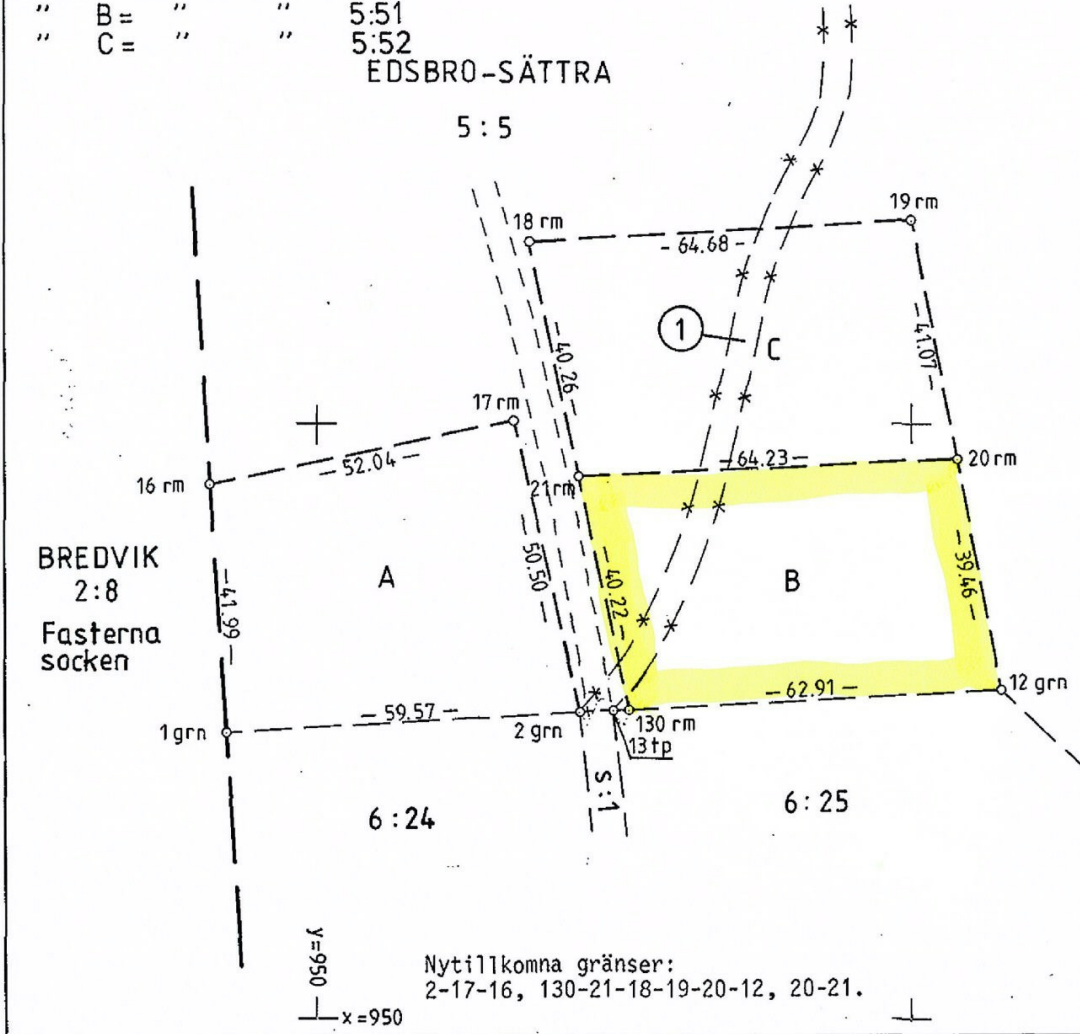 " B = " " 5:51
" C = " " 5:52
EDSBRO-SÄTTRA
5:5
18 rm
19 rm
- 64.68 -
1
C
- 40.26 -
- 41.07 -
17 rm
- 52.04 -
16 rm
- 64.23 -
20 rm
21 rm
BREDVIK
2:8
Fasterna
socken
- 41.99 -
A
- 50.50 -
- 40.22 -
B
- 39.46 -
12 grn
- 62.91 -
- 59.57 -
1 grn
2 grn
130 rm
13 tp
S:1
6:24
6:25
y=950
x=950
Nytillkomna gränser:
2-17-16, 130-21-18-19-20-12, 20-21.